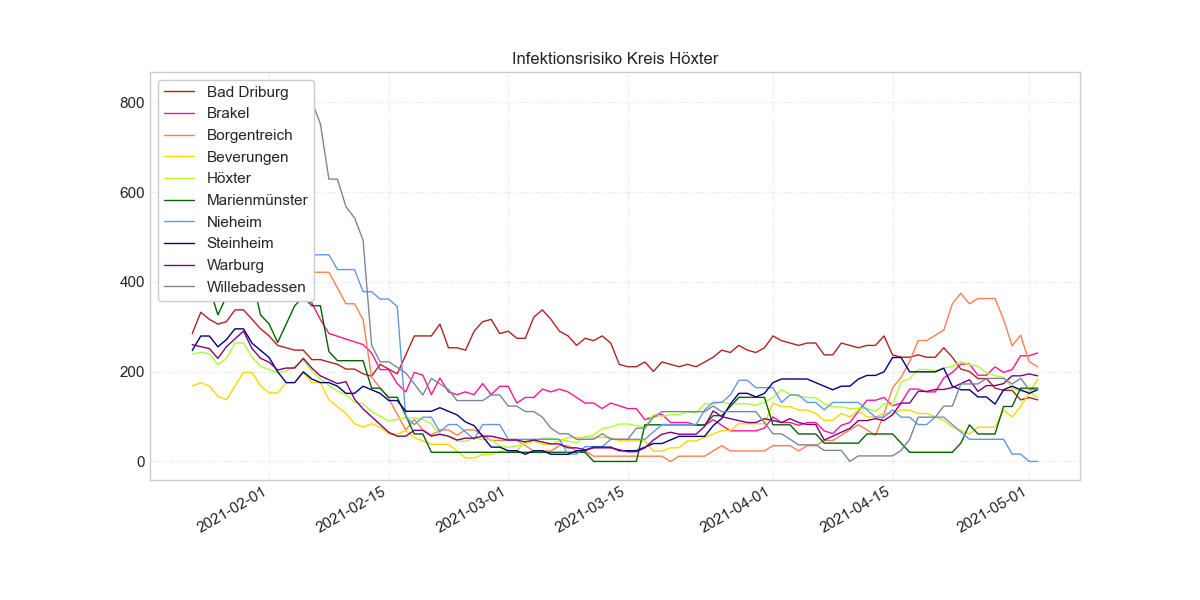 Infektionsrisiko Kreis Höxter
Bad Driburg
Brakel
Borgentreich
Beverungen
Höxter
Marienmünster
Nieheim
Steinheim
Warburg
Willebadessen
800
600
400
200
0
2021-02-01
2021-02-15
2021-03-01
2021-03-15
2021-04-01
2021-04-15
2021-05-01